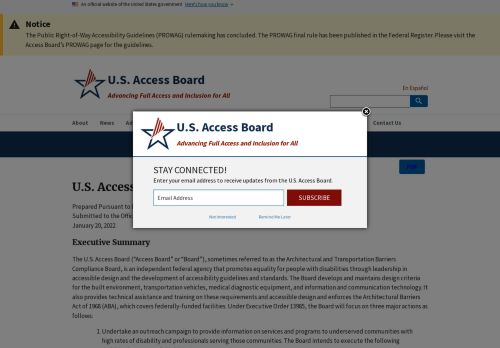 An official website of the United States government Here's how you know
Notice
The Public Right-of-Way Accessibility Guidelines (PROWAG) rulemaking has concluded. The PROWAG final rule has been published in the Federal Register. Please visit the
Access Board's PROWAG page for the guidelines.
U.S. Access Board
Advancing Full Access and Inclusion for All
En Español
About News Ad
Contact Us
U.S. Access Board
Advancing Full Access and Inclusion for All
STAY CONNECTED!
Enter your email address to receive updates from the U.S. Access Board.
Email Address
SUBSCRIBE
Not Interested Remind Me Later
U.S. Access
Prepared Pursuant to
Submitted to the Offic
January 20, 2022
Executive Summary
The U.S. Access Board ("Access Board" or "Board"), sometimes referred to as the Architectural and Transportation Barriers
Compliance Board, is an independent federal agency that promotes equality for people with disabilities through leadership in
accessible design and the development of accessibility guidelines and standards. The Board develops and maintains design criteria
for the built environment, transportation vehicles, medical diagnostic equipment, and information and communication technology. It
also provides technical assistance and training on these requirements and accessible design and enforces the Architectural Barriers
Act of 1968 (ABA), which covers federally-funded facilities. Under Executive Order 13985, the Board will focus on three major actions as
follows:
1. Undertake an outreach campaign to provide information on services and programs to underserved communities with
high rates of disability and professionals serving those communities. The Board intends to execute the following